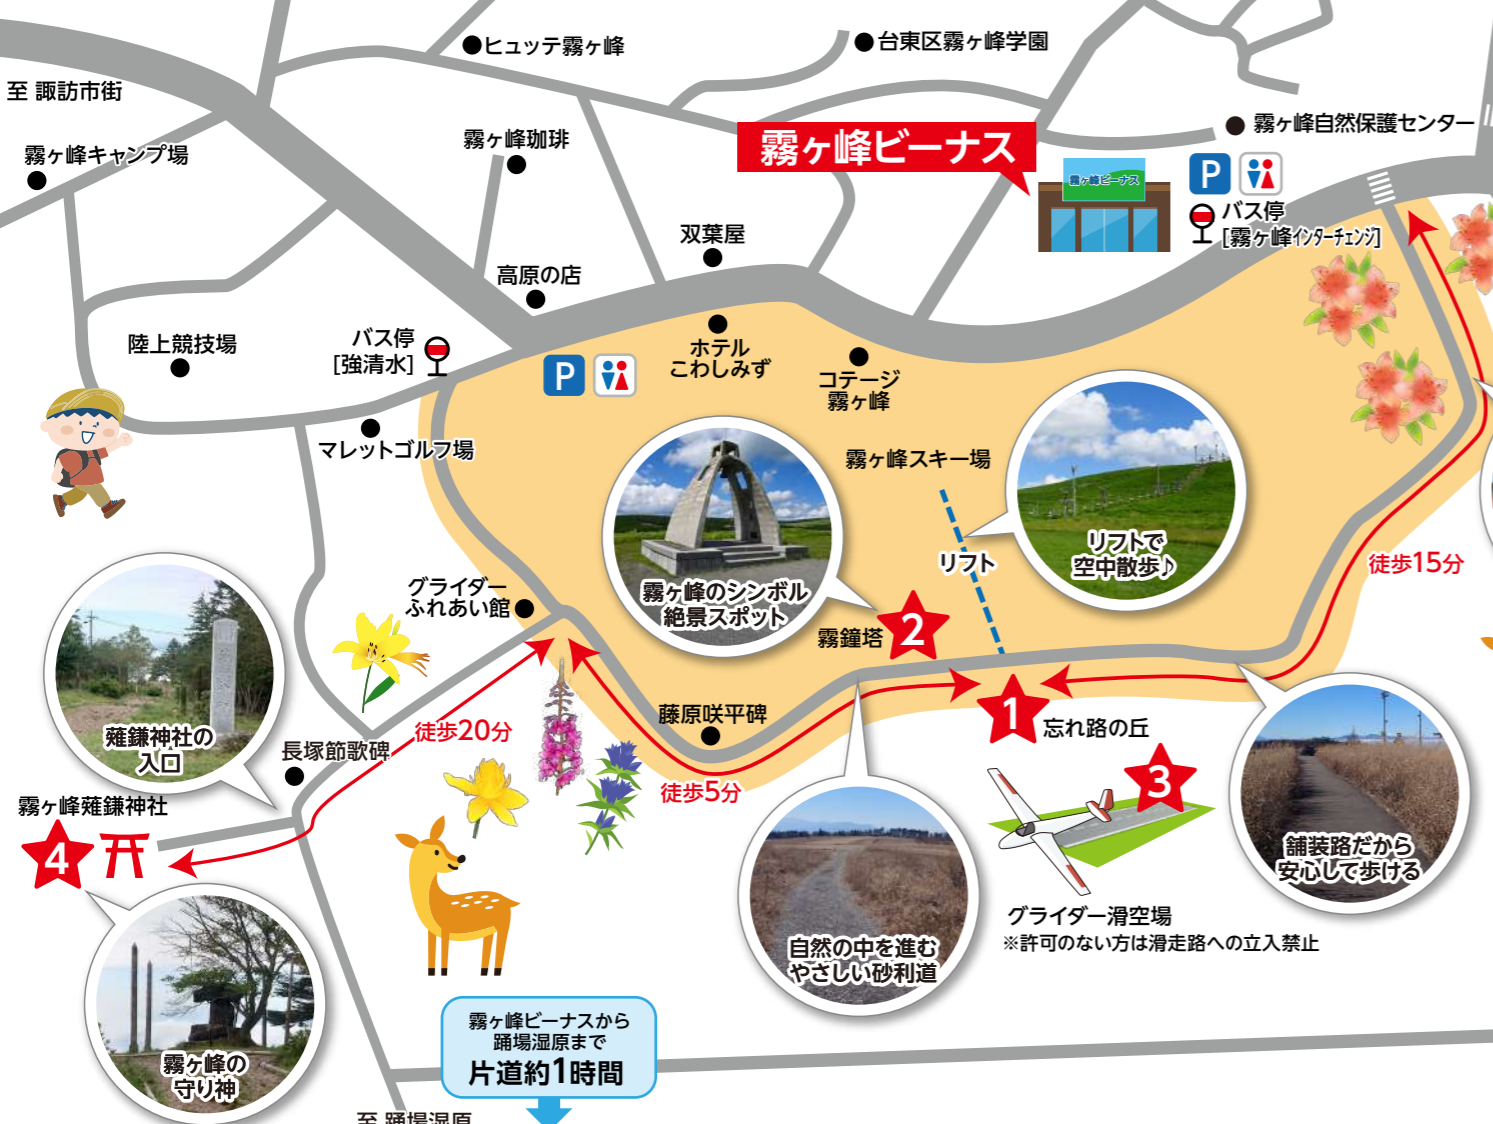 ヒュッテ霧ヶ峰
台東区霧ヶ峰学園
至 諏訪市街
霧ヶ峰自然保護センター
霧ヶ峰キャンプ場
霧ヶ峰珈琲
霧ヶ峰ビーナス
霧ヶ峰ビーナス
P
バス停
[霧ヶ峰インターチェンジ]
双葉屋
高原の店
陸上競技場
バス停
[強清水]
P
ホテル
こわしみず
コテージ
霧ヶ峰
マレットゴルフ場
霧ヶ峰スキー場
リフト
リフトで
空中散歩♪
徒歩15分
グライダー
ふれあい館
霧ヶ峰のシンボル
絶景スポット
霧鐘塔
2
薙鎌神社の
入口
長塚節歌碑
徒歩20分
藤原咲平碑
1
忘れ路の丘
徒歩5分
3
霧ヶ峰薙鎌神社
4
舗装路だから
安心して歩ける
グライダー滑空場
※許可のない方は滑走路への立入禁止
自然の中を進む
やさしい砂利道
霧ヶ峰の
守り神
霧ヶ峰ビーナスから
踊場湿原まで
片道約1時間
至 踊場湿原